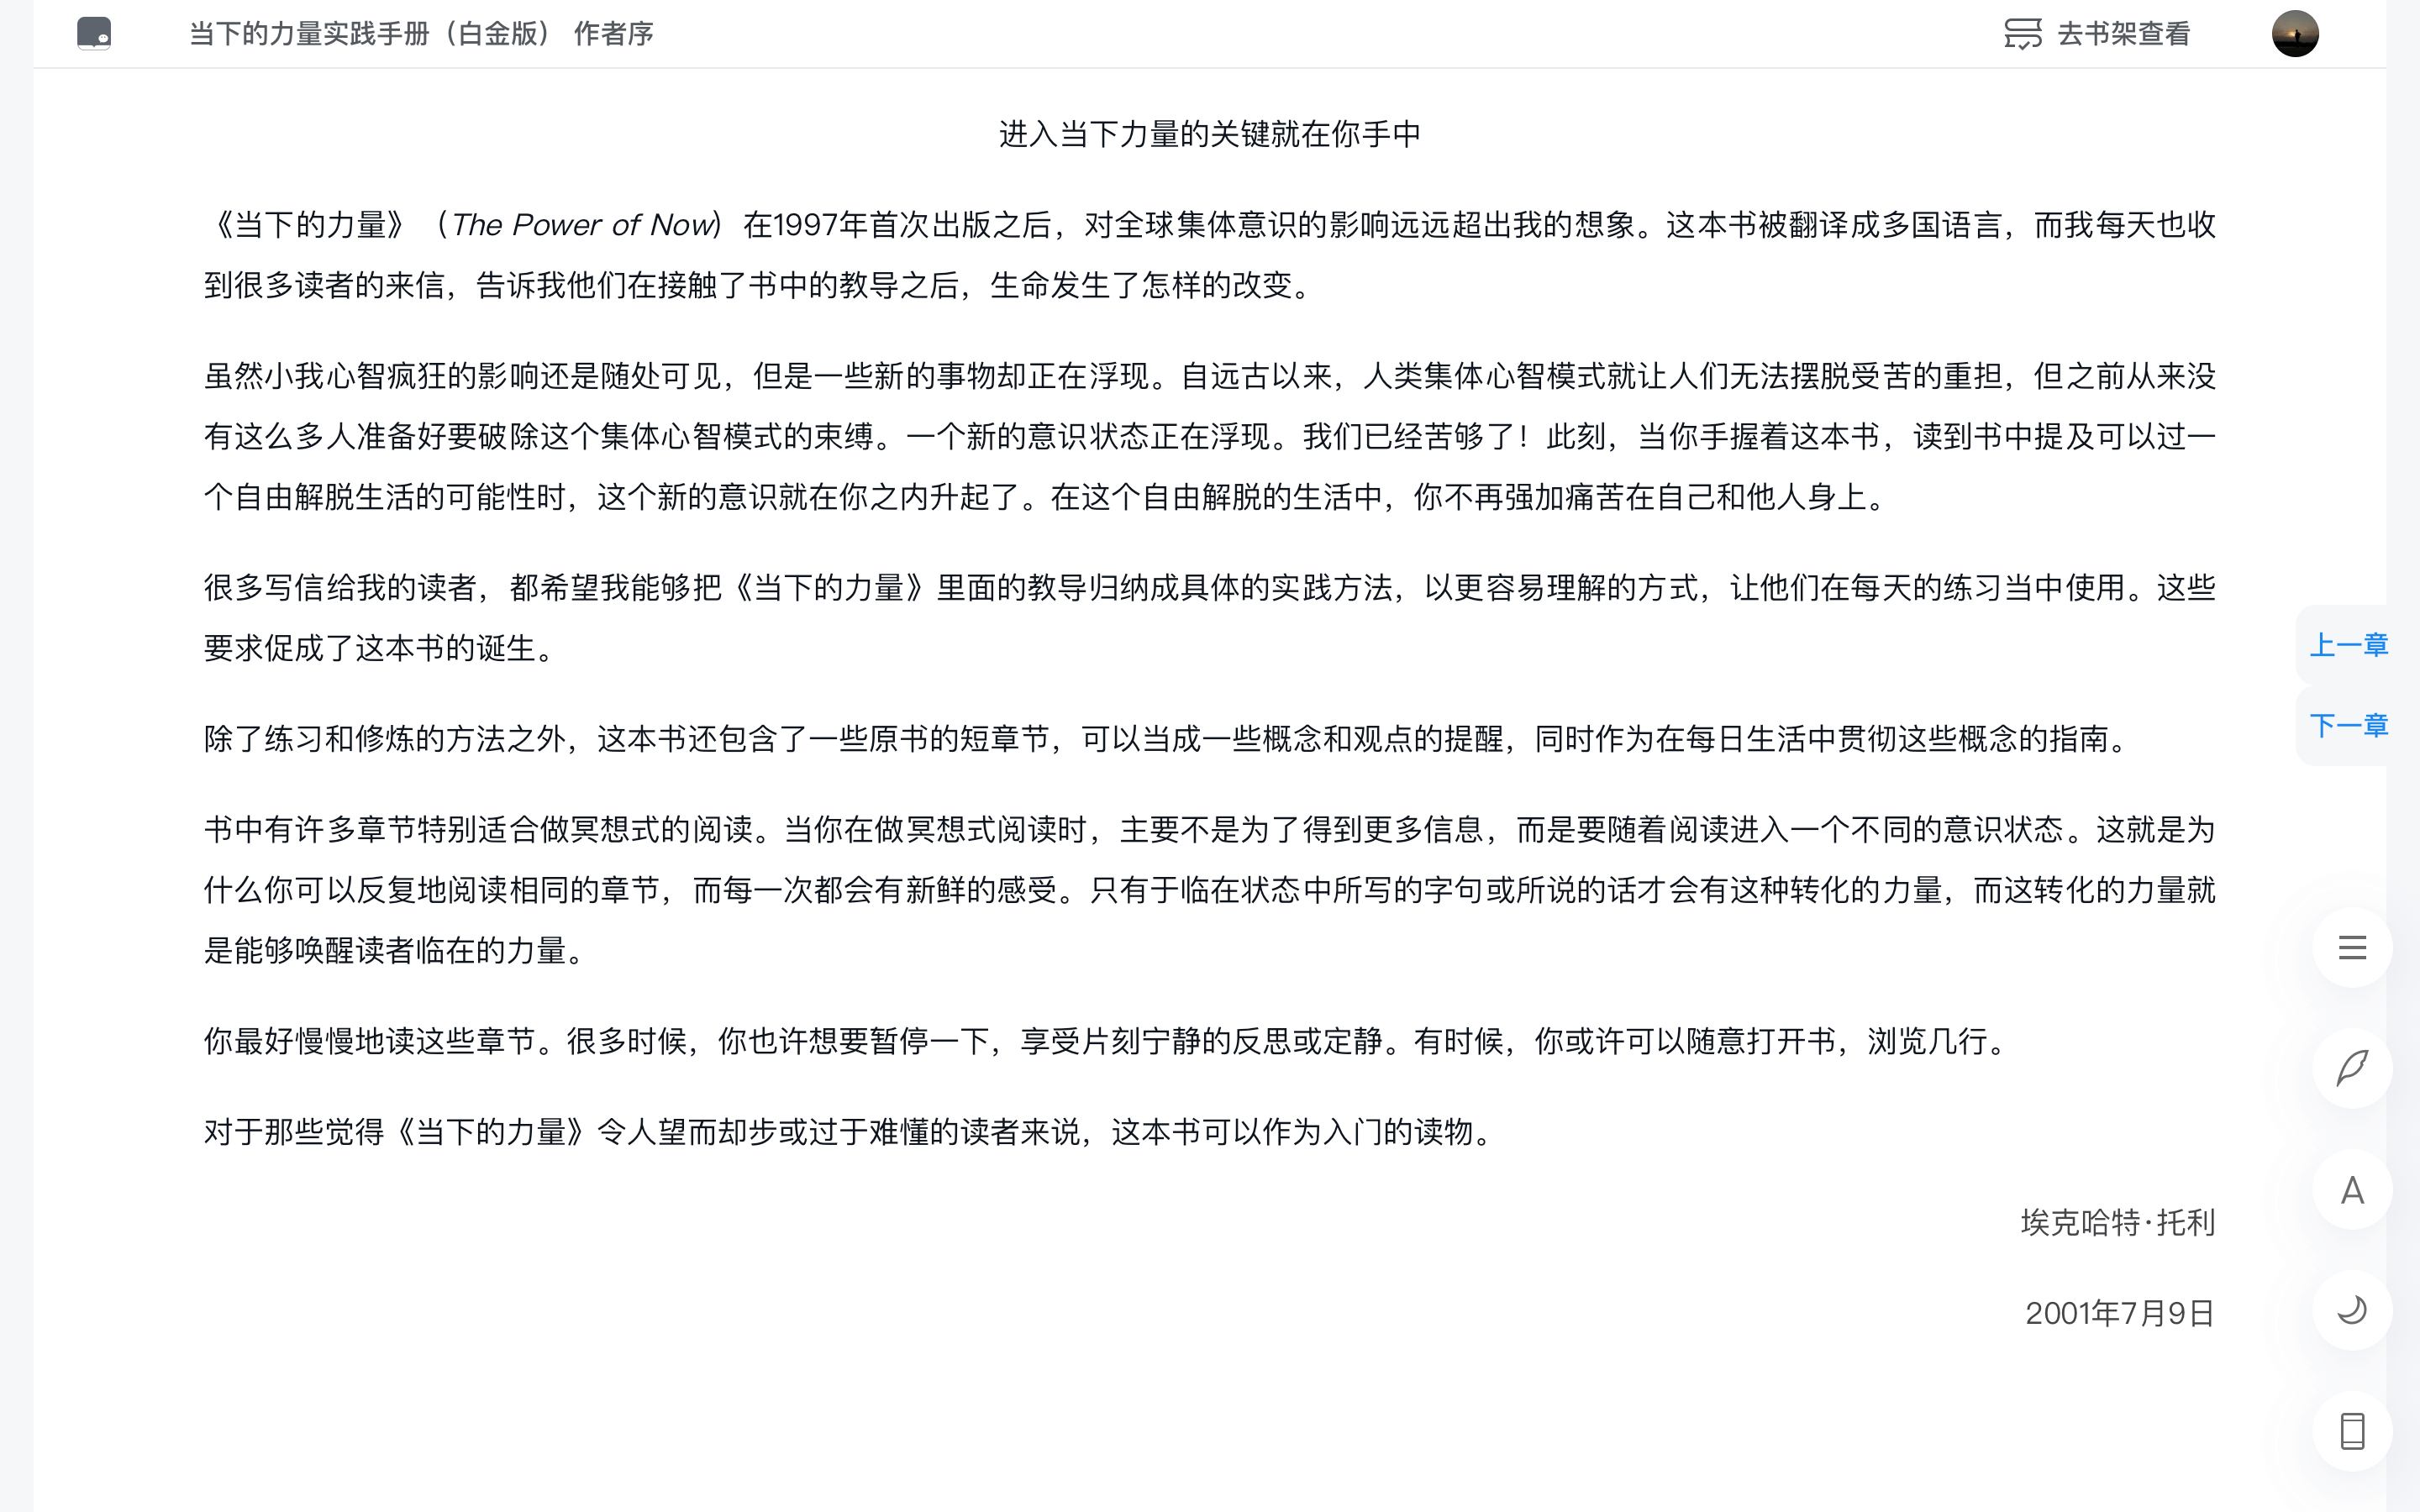 当下的力量实践手册（白金版） 作者序
去书架查看
进入当下力量的关键就在你手中
《当下的力量》（The Power of Now）在1997年首次出版之后，对全球集体意识的影响远远超出我的想象。这本书被翻译成多国语言，而我每天也收
到很多读者的来信，告诉我他们在接触了书中的教导之后，生命发生了怎样的改变。
虽然小我心智疯狂的影响还是随处可见，但是一些新的事物却正在浮现。自远古以来，人类集体心智模式就让人们无法摆脱受苦的重担，但之前从来没
有这么多人准备好要破除这个集体心智模式的束缚。一个新的意识状态正在浮现。我们已经苦够了！此刻，当你手握着这本书，读到书中提及可以过一
个自由解脱生活的可能性时，这个新的意识就在你之内升起了。在这个自由解脱的生活中，你不再强加痛苦在自己和他人身上。
很多写信给我的读者，都希望我能够把《当下的力量》里面的教导归纳成具体的实践方法，以更容易理解的方式，让他们在每天的练习当中使用。这些
要求促成了这本书的诞生。
除了练习和修炼的方法之外，这本书还包含了一些原书的短章节，可以当成一些概念和观点的提醒，同时作为在每日生活中贯彻这些概念的指南。
书中有许多章节特别适合做冥想式的阅读。当你在做冥想式阅读时，主要不是为了得到更多信息，而是要随着阅读进入一个不同的意识状态。这就是为
什么你可以反复地阅读相同的章节，而每一次都会有新鲜的感受。只有于临在状态中所写的字句或所说的话才会有这种转化的力量，而这转化的力量就
是能够唤醒读者临在的力量。
你最好慢慢地读这些章节。很多时候，你也许想要暂停一下，享受片刻宁静的反思或定静。有时候，你或许可以随意打开书，浏览几行。
对于那些觉得《当下的力量》令人望而却步或过于难懂的读者来说，这本书可以作为入门的读物。
埃克哈特·托利
2001年7月9日
上一章
下一章
A